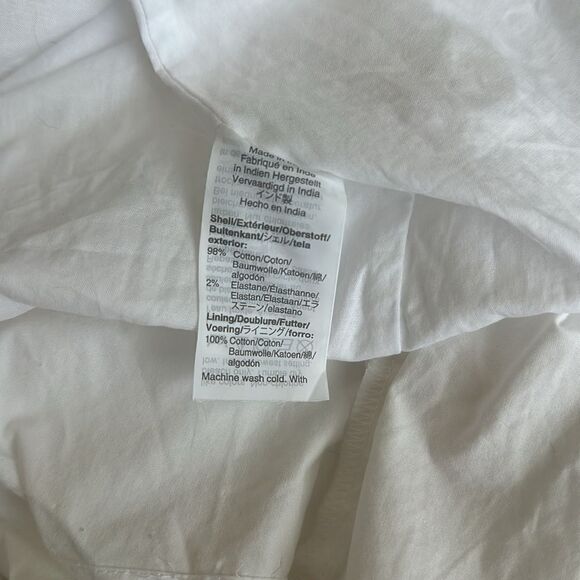 Made in
Fabriqué en Inde
in Indien Hergestellt
Vervaardigd in India
インド製
Hecho en India
Shell/Extérieur/Oberstoff/
Buitenkant/シェル/tela
exterior:
98% Cotton/Coton/
Baumwolle/Katoen/綿/
algodón
2% Elastane/Élasthanne/
Elastan/Elastaan/エラ
ステーン/elastano
Lining/Doublure/Futter/
Voering/ライニング/forro:
100% Cotton/Coton/
Baumwolle/Katoen/綿/
algodón
Machine wash cold. With